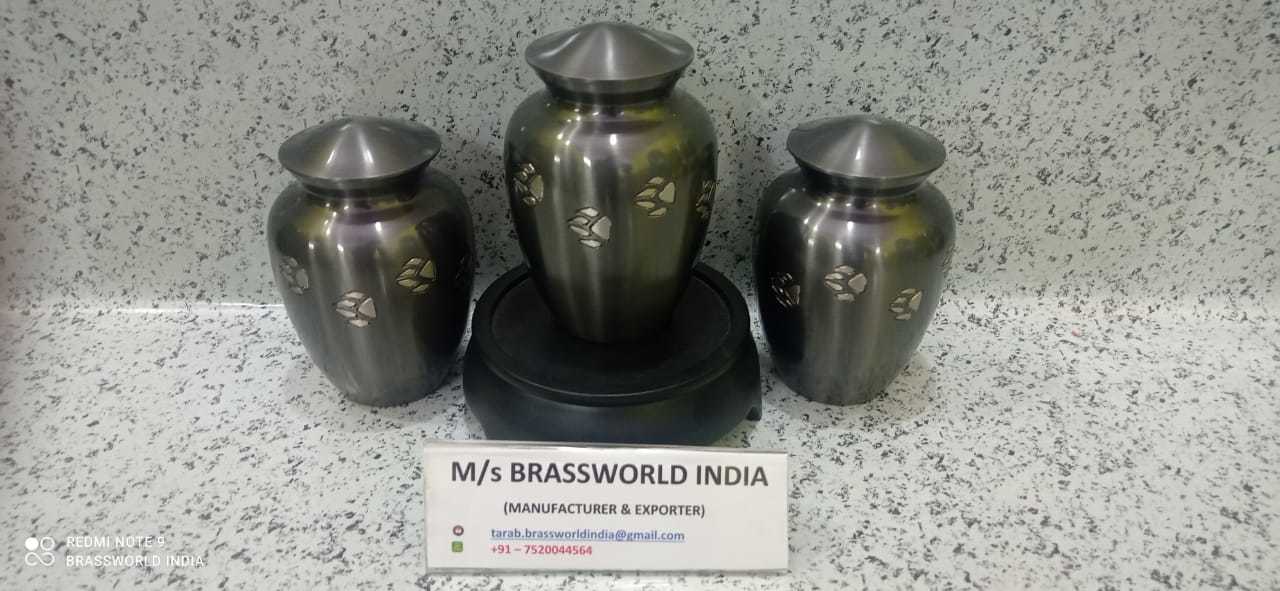 M/s BRASSWORLD INDIA
(MANUFACTURER & EXPORTER)
tarab.brassworldindia@gmail.com
+91 – 7520044564
REDMI NOTE 9
BRASSWORLD INDIA